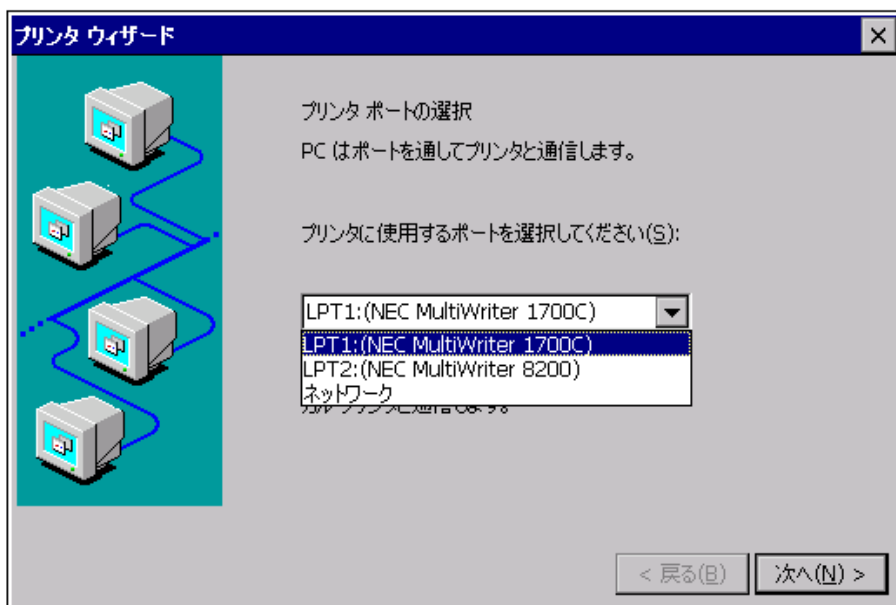 プリンタ ウィザード
プリンタ ポートの選択
PC はポートを通してプリンタと通信します。
プリンタに使用するポートを選択してください(S):
LPT1:(NEC MultiWriter 1700C)
LPT1:(NEC MultiWriter 1700C)
LPT2:(NEC MultiWriter 8200)
ネットワーク
< 戻る(B)
次へ(N) >